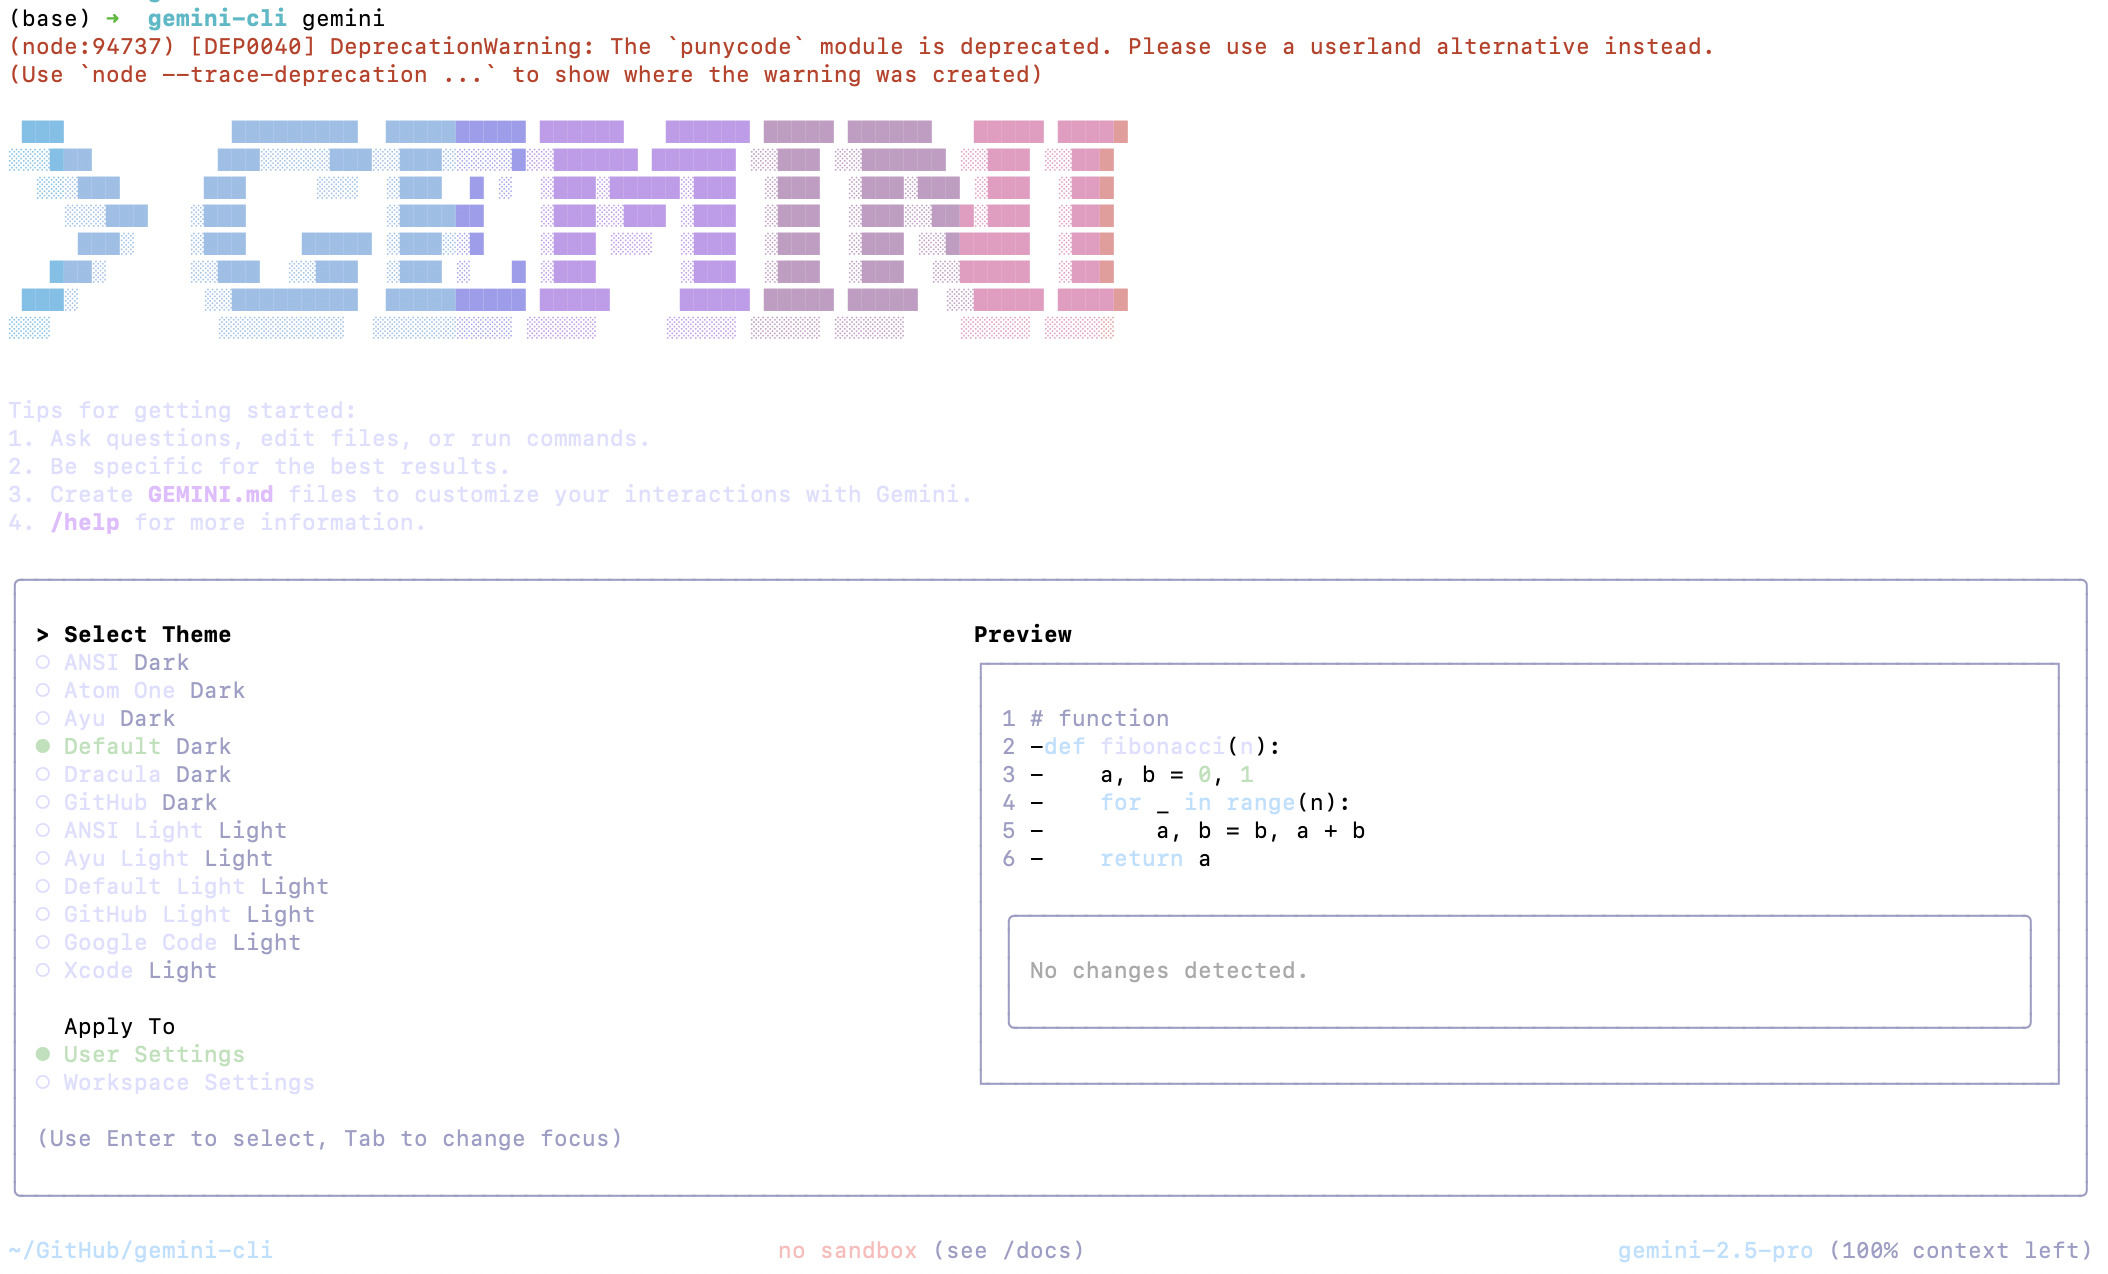 (base) ➜  gemini-cli gemini
(node:94737) [DEP0040] DeprecationWarning: The `punycode` module is deprecated. Please use a userland alternative instead.
(Use `node --trace-deprecation ...` to show where the warning was created)
> GEMINI
Tips for getting started:
1. Ask questions, edit files, or run commands.
2. Be specific for the best results.
3. Create GEMINI.md files to customize your interactions with Gemini.
4. /help for more information.
> Select Theme
○ ANSI Dark
○ Atom One Dark
○ Ayu Dark
● Default Dark
○ Dracula Dark
○ GitHub Dark
○ ANSI Light Light
○ Ayu Light Light
○ Default Light Light
○ GitHub Light Light
○ Google Code Light
○ Xcode Light
Apply To
● User Settings
○ Workspace Settings
(Use Enter to select, Tab to change focus)
Preview
1 # function
2 -def fibonacci(n):
3 -    a, b = 0, 1
4 -    for _ in range(n):
5 -        a, b = b, a + b
6 -    return a
No changes detected.
~/GitHub/gemini-cli
no sandbox (see /docs)
gemini-2.5-pro (100% context left)